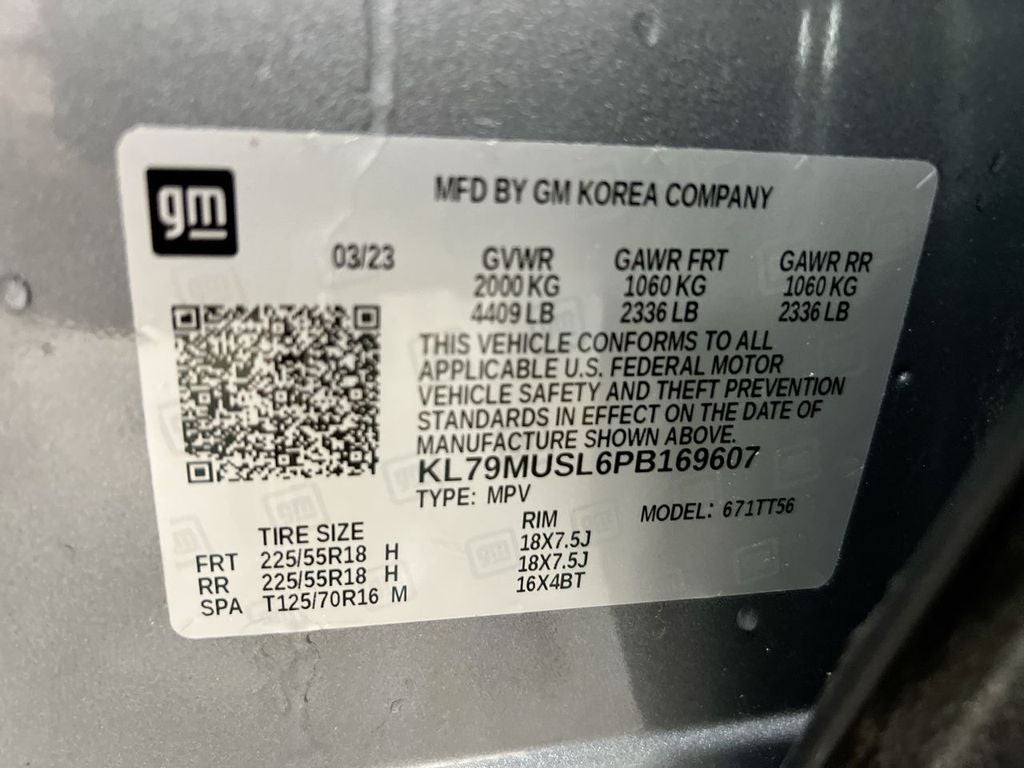 gm
MFD BY GM KOREA COMPANY
03/23 GVWR GAWR FRT GAWR RR
2000 KG 1060 KG 1060 KG
4409 LB 2336 LB 2336 LB
THIS VEHICLE CONFORMS TO ALL
APPLICABLE U.S. FEDERAL MOTOR
VEHICLE SAFETY AND THEFT PREVENTION
STANDARDS IN EFFECT ON THE DATE OF
MANUFACTURE SHOWN ABOVE.
KL79MUSL6PB169607
TYPE: MPV MODEL: 671TT56
TIRE SIZE RIM
FRT 225/55R18 H 18X7.5J
RR 225/55R18 H 18X7.5J
SPA T125/70R16 M 16X4BT